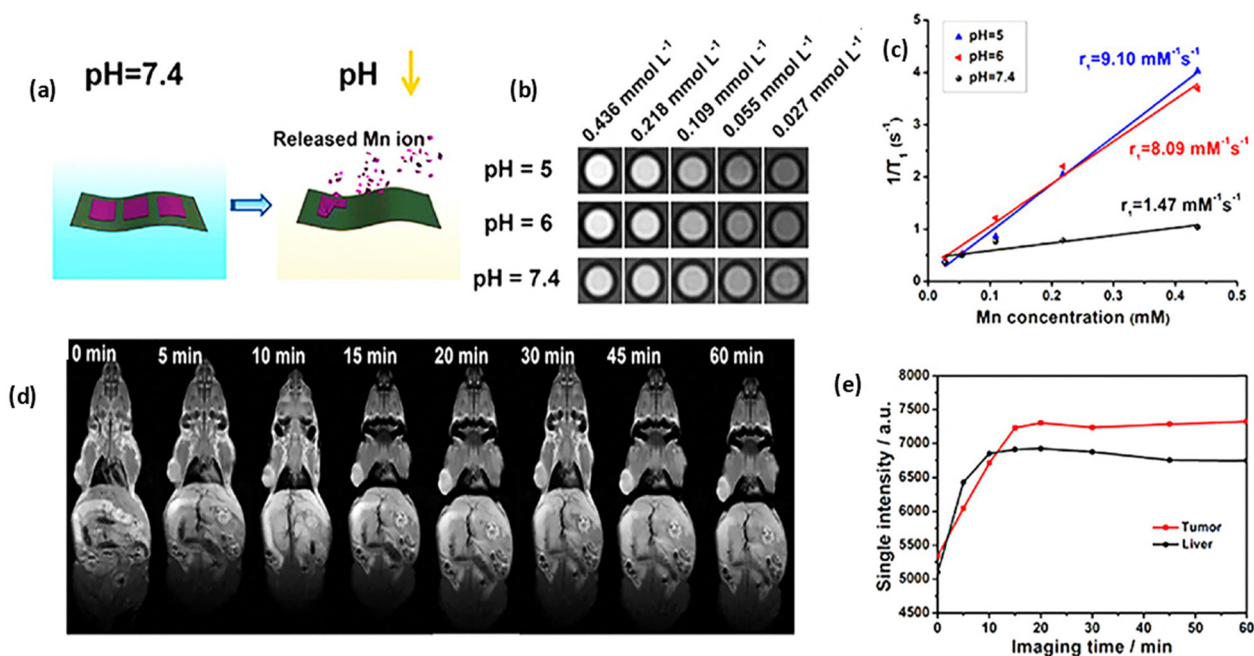 (a)
pH=7.4
pH
Released Mn ion
(b)
0.436 mmol L⁻¹
0.218 mmol L⁻¹
0.109 mmol L⁻¹
0.055 mmol L⁻¹
0.027 mmol L⁻¹
pH = 5
pH = 6
pH = 7.4
(c)
pH=5
pH=6
pH=7.4
r₁=9.10 mM⁻¹s⁻¹
r₁=8.09 mM⁻¹s⁻¹
r₁=1.47 mM⁻¹s⁻¹
1/T₁ (s⁻¹)
5
4
3
2
1
0
0.0 0.1 0.2 0.3 0.4 0.5
Mn concentration (mM)
(d)
0 min 5 min 10 min 15 min 20 min 30 min 45 min 60 min
(e)
Single intensity / a.u.
8000
7500
7000
6500
6000
5500
5000
4500
Tumor
Liver
0 10 20 30 40 50 60
Imaging time / min